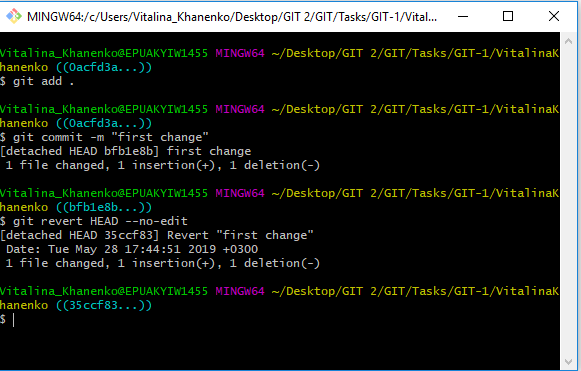 MINGW64:/c/Users/Vitalina_Khanenko/Desktop/GIT 2/GIT/Tasks/GIT-1/Vital...
Vitalina_Khanenko@EPUAKYIW1455 MINGW64 ~/Desktop/GIT 2/GIT/Tasks/GIT-1/VitalinaK
hanenko ((0acfd3a...))
$ git add .
Vitalina_Khanenko@EPUAKYIW1455 MINGW64 ~/Desktop/GIT 2/GIT/Tasks/GIT-1/VitalinaK
hanenko ((0acfd3a...))
$ git commit -m "first change"
[detached HEAD bfb1e8b] first change
 1 file changed, 1 insertion(+), 1 deletion(-)
Vitalina_Khanenko@EPUAKYIW1455 MINGW64 ~/Desktop/GIT 2/GIT/Tasks/GIT-1/VitalinaK
hanenko ((bfb1e8b...))
$ git revert HEAD --no-edit
[detached HEAD 35ccf83] Revert "first change"
 Date: Tue May 28 17:44:51 2019 +0300
 1 file changed, 1 insertion(+), 1 deletion(-)
Vitalina_Khanenko@EPUAKYIW1455 MINGW64 ~/Desktop/GIT 2/GIT/Tasks/GIT-1/VitalinaK
hanenko ((35ccf83...))
$